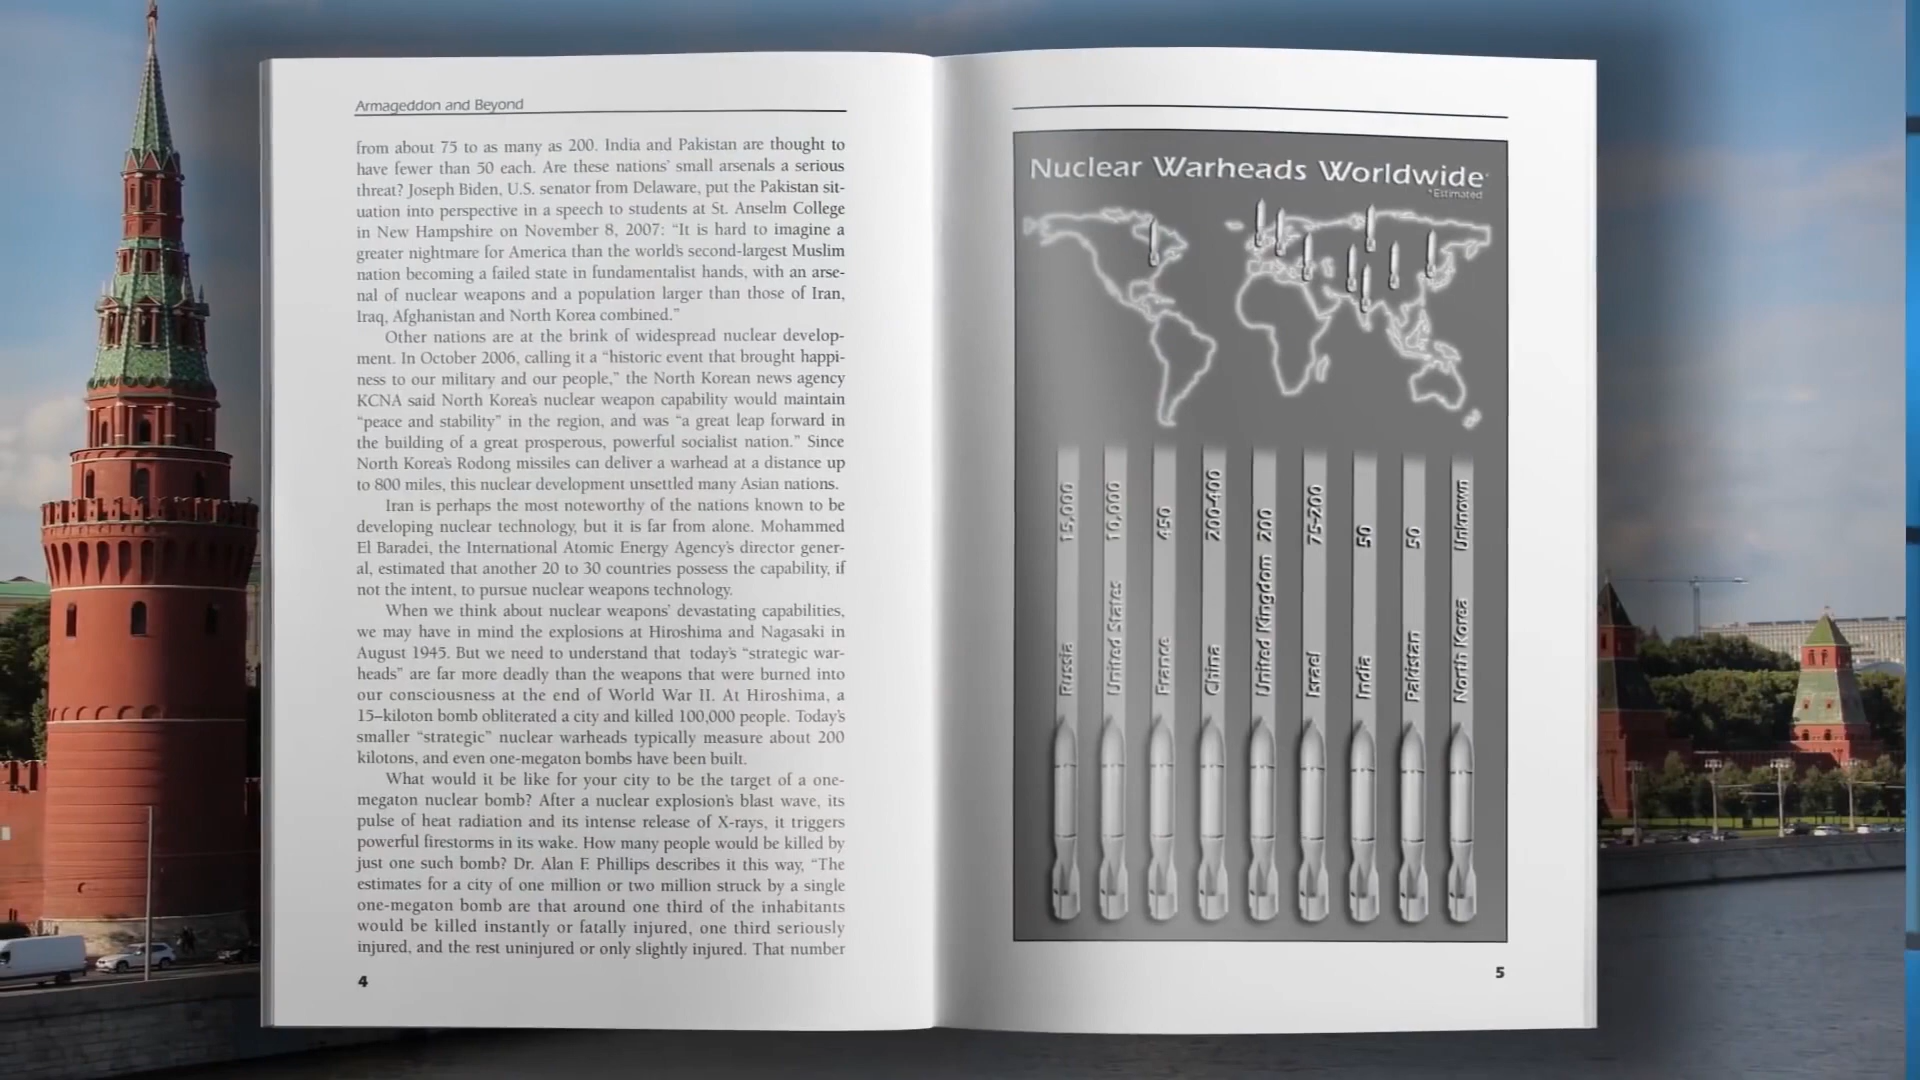 Armageddon and Beyond
from about 75 to as many as 200. India and Pakistan are thought to
have fewer than 50 each. Are these nations’ small arsenals a serious
threat? Joseph Biden, U.S. senator from Delaware, put the Pakistan sit-
uation into perspective in a speech to students at St. Anselm College
in New Hampshire on November 8, 2007: “It is hard to imagine a
greater nightmare for America than the world’s second-largest Muslim
nation becoming a failed state in fundamentalist hands, with an arse-
nal of nuclear weapons and a population larger than those of Iran,
Iraq, Afghanistan and North Korea combined.”
Other nations are at the brink of widespread nuclear develop-
ment. In October 2006, calling it a “historic event that brought happi-
ness to our military and our people,” the North Korean news agency
KCNA said North Korea’s nuclear weapon capability would maintain
“peace and stability” in the region, and was “a great leap forward in
the building of a great prosperous, powerful socialist nation.” Since
North Korea’s Rodong missiles can deliver a warhead at a distance up
to 800 miles, this nuclear development unsettled many Asian nations.
Iran is perhaps the most noteworthy of the nations known to be
developing nuclear technology, but it is far from alone. Mohammed
El Baradei, the International Atomic Energy Agency’s director gener-
al, estimated that another 20 to 30 countries possess the capability, if
not the intent, to pursue nuclear weapons technology.
When we think about nuclear weapons’ devastating capabilities,
we may have in mind the explosions at Hiroshima and Nagasaki in
August 1945. But we need to understand that today’s “strategic war-
heads” are far more deadly than the weapons that were burned into
our consciousness at the end of World War II. At Hiroshima, a
15–kiloton bomb obliterated a city and killed 100,000 people. Today’s
smaller “strategic” nuclear warheads typically measure about 200
kilotons, and even one-megaton bombs have been built.
What would it be like for your city to be the target of a one-
megaton nuclear bomb? After a nuclear explosion’s blast wave, its
pulse of heat radiation and its intense release of X-rays, it triggers
powerful firestorms in its wake. How many people would be killed by
just one such bomb? Dr. Alan F. Phillips describes it this way, “The
estimates for a city of one million or two million struck by a single
one-megaton bomb are that around one third of the inhabitants
would be killed instantly or fatally injured, one third seriously
injured, and the rest uninjured or only slightly injured. That number
4
Nuclear Warheads Worldwide*
*Estimated
Russia 15,000
United States 10,000
France 450
China 200-400
United Kingdom 200
Israel 75-200
India 50
Pakistan 50
North Korea Unknown
5